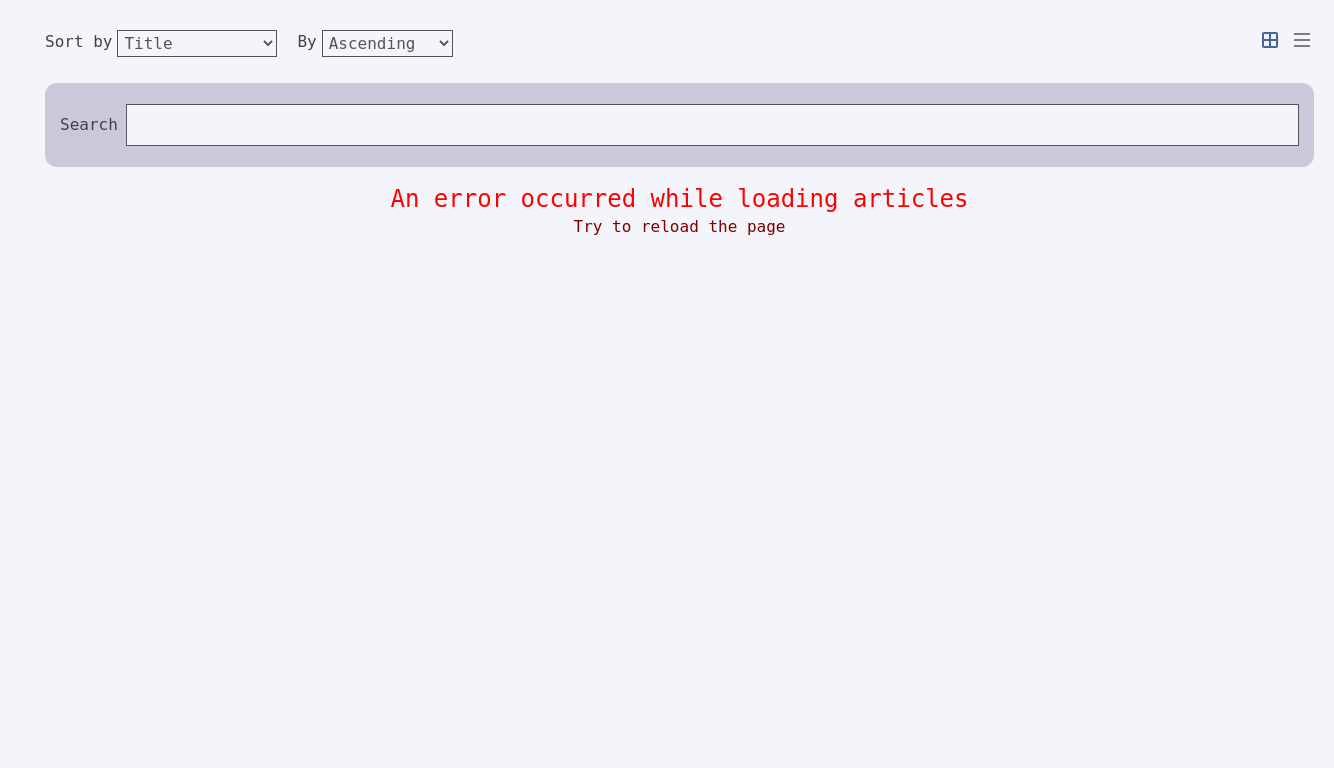 Sort by Title By Ascending
Search
An error occurred while loading articles
Try to reload the page